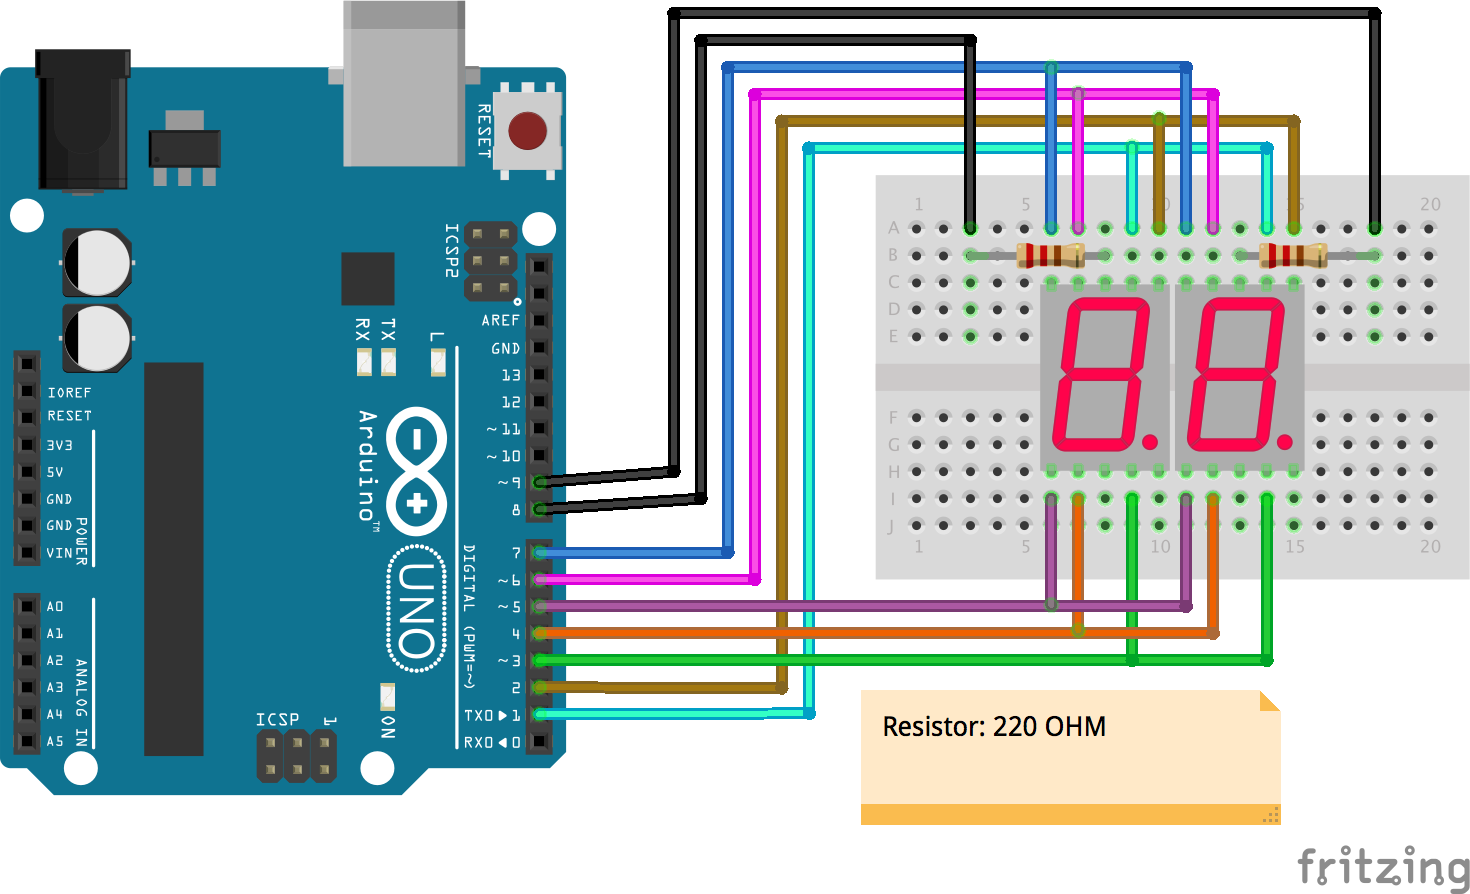 RESET
ICSP2
AREF
GND
13
12
~11
~10
~9
8
7
~6
~5
4
~3
2
TX0▶1
RX0◀0
DIGITAL (PWM=~)
RX
TX
L
Arduino™
UNO
ON
ICSP
1
IOREF
RESET
3V3
5V
GND
GND
VIN
POWER
A0
A1
A2
A3
A4
A5
ANALOG IN
1 5 10 15 20
A
B
C
D
E
F
G
H
I
J
1 5 10 15 20
Resistor: 220 OHM
fritzing